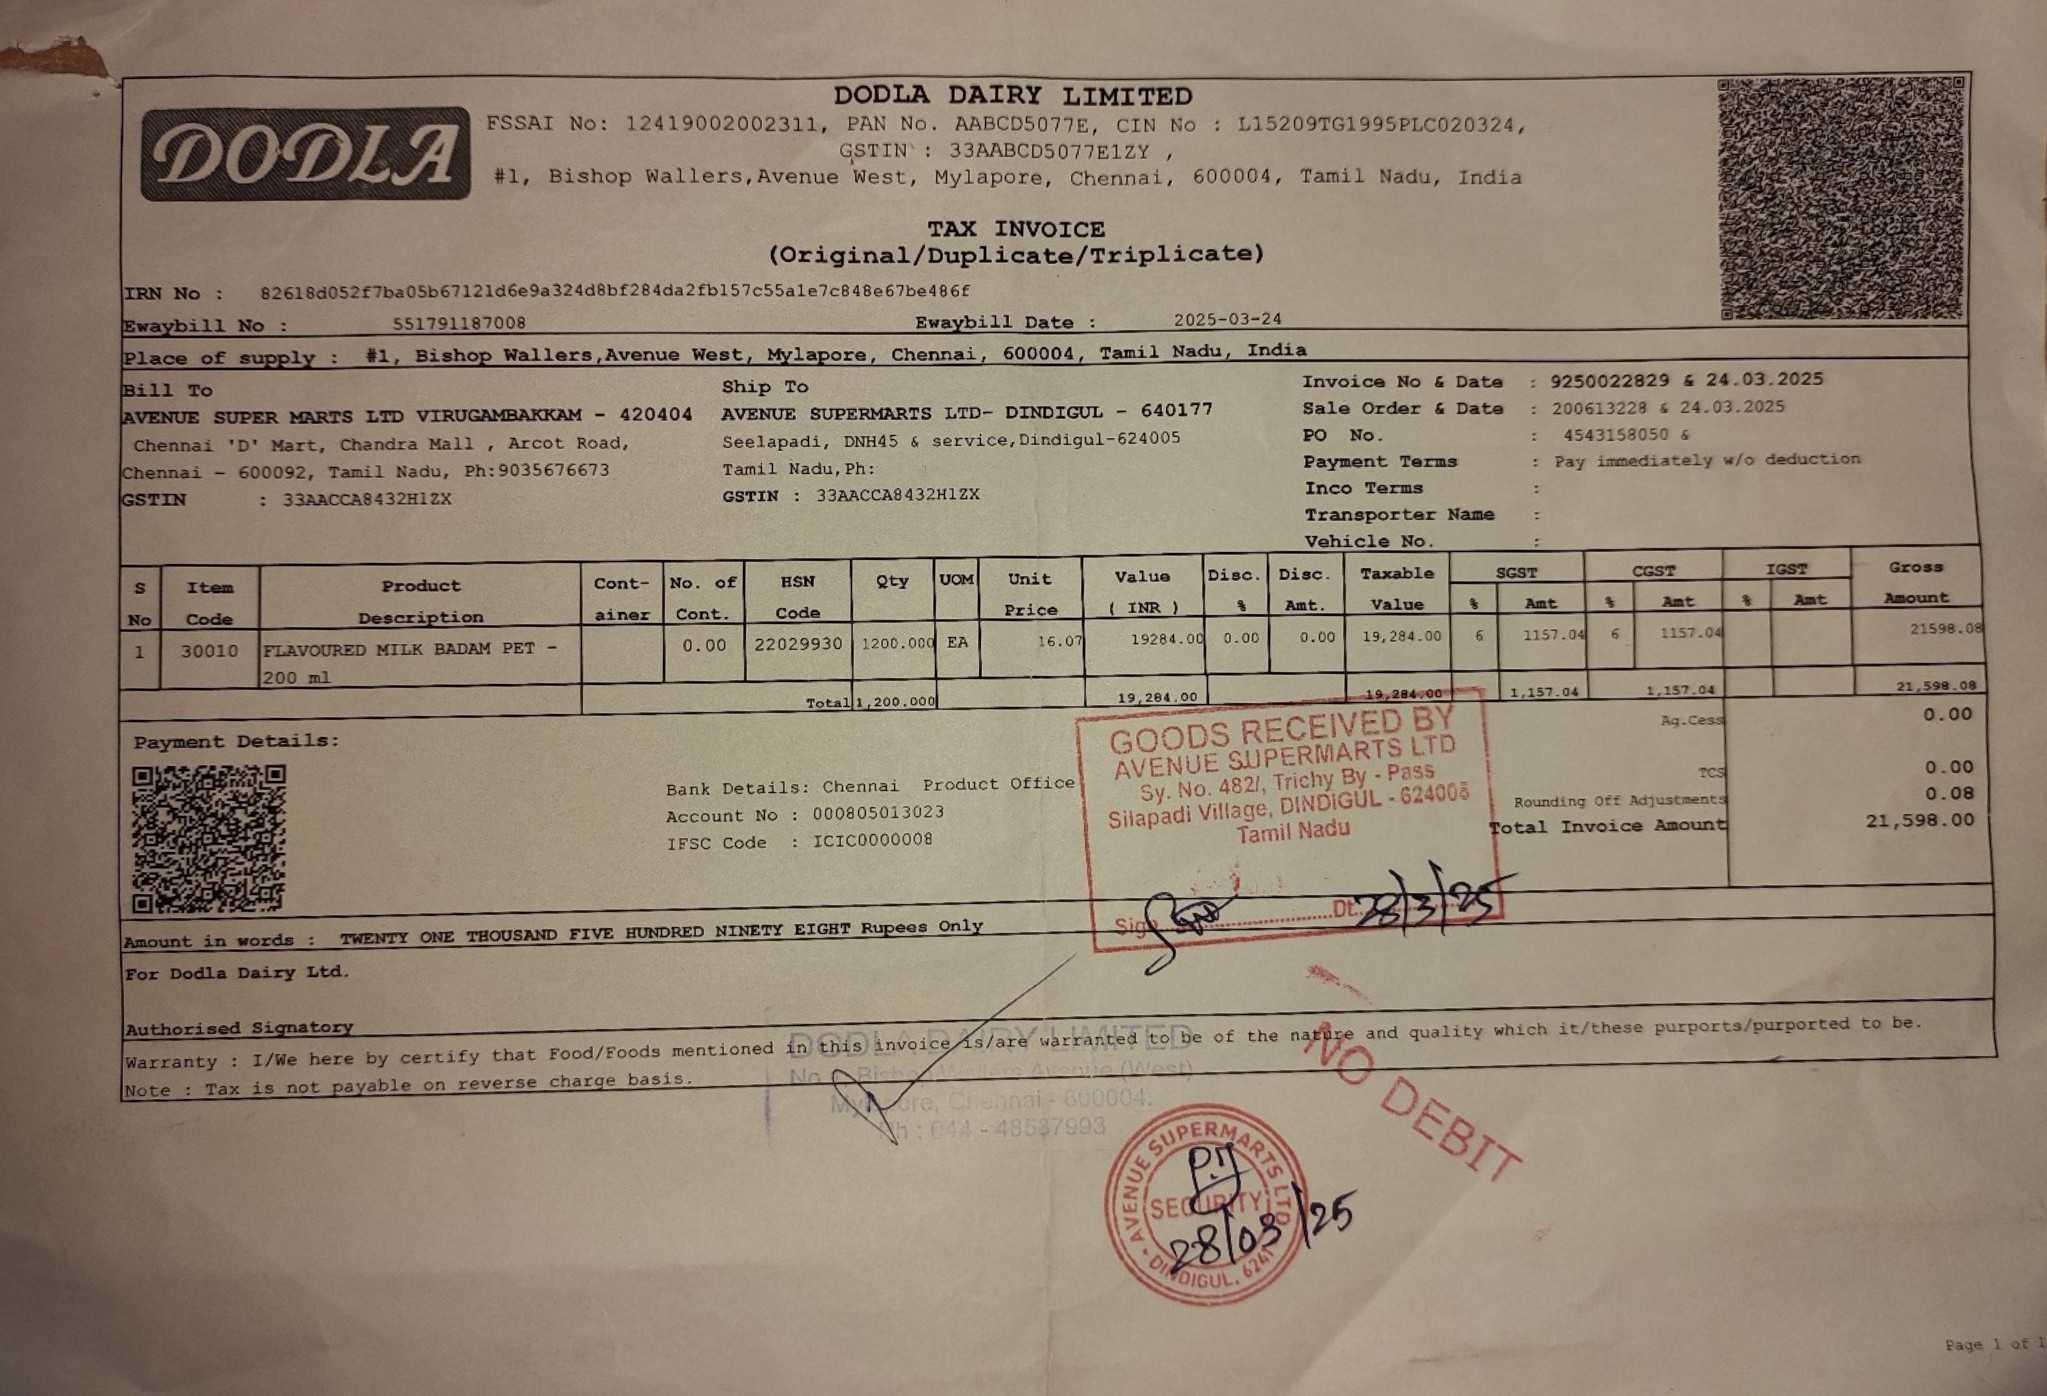 DODLA
DODLA DAIRY LIMITED
FSSAI No: 12419002002311, PAN No. AABCD5077E, CIN No : L15209TG1995PLC020324,
GSTIN : 33AABCD5077E1ZY ,
#1, Bishop Wallers,Avenue West, Mylapore, Chennai, 600004, Tamil Nadu, India
TAX INVOICE
(Original/Duplicate/Triplicate)
IRN No : 82618d052f7ba05b67121d6e9a324d8bf284da2fb157c55a1e7c848e67be486f
Ewaybill No : 551791187008 Ewaybill Date : 2025-03-24
Place of supply : #1, Bishop Wallers,Avenue West, Mylapore, Chennai, 600004, Tamil Nadu, India
Bill To
AVENUE SUPER MARTS LTD VIRUGAMBAKKAM - 420404
Chennai 'D' Mart, Chandra Mall , Arcot Road,
Chennai - 600092, Tamil Nadu, Ph:9035676673
GSTIN : 33AACCA8432H1ZX
Ship To
AVENUE SUPERMARTS LTD- DINDIGUL - 640177
Seelapadi, DNH45 & service,Dindigul-624005
Tamil Nadu,Ph:
GSTIN : 33AACCA8432H1ZX
Invoice No & Date : 9250022829 & 24.03.2025
Sale Order & Date : 200613228 & 24.03.2025
PO No. : 4543158050 &
Payment Terms : Pay immediately w/o deduction
Inco Terms :
Transporter Name :
Vehicle No. :
S No Item Code Product Description Cont-ainer No. of Cont. HSN Code Qty UOM Unit Price Value ( INR ) Disc. % Disc. Amt. Taxable Value SGST % Amt CGST % Amt IGST % Amt Gross Amount
1 30010 FLAVOURED MILK BADAM PET - 0.00 22029930 1200.000 EA 16.07 19284.00 0.00 0.00 19,284.00 6 1157.04 6 1157.04 21598.08
200 ml
Total 1,200.000 19,284.00 19,284.00 1,157.04 1,157.04 21,598.08
Ag.Cess 0.00
TCS 0.00
Rounding Off Adjustments 0.08
Total Invoice Amount 21,598.00
Payment Details:
Bank Details: Chennai Product Office
Account No : 000805013023
IFSC Code : ICIC0000008
GOODS RECEIVED BY
AVENUE SUPERMARTS LTD
Sy. No. 482/, Trichy By - Pass
Silapadi Village, DINDIGUL - 624005
Tamil Nadu
Sign Dt. 28/3/25
Amount in words : TWENTY ONE THOUSAND FIVE HUNDRED NINETY EIGHT Rupees Only
For Dodla Dairy Ltd.
Authorised Signatory
Warranty : I/We here by certify that Food/Foods mentioned in this invoice is/are warranted to be of the nature and quality which it/these purports/purported to be.
Note : Tax is not payable on reverse charge basis.
DODLA DAIRY LIMITED
Bishop Wallers Avenue (West)
Chennai - 600004.
Ph : 044 - 48587993
NO DEBIT
AVENUE SUPERMARTS LTD
SECURITY
DINDIGUL.
28/03/25
Page 1 of 1